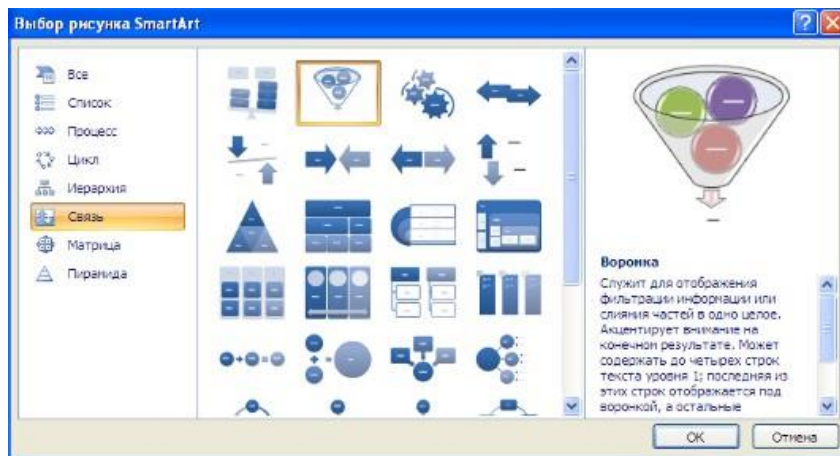 Выбор рисунка SmartArt
Все
Список
Процесс
Цикл
Иерархия
Связь
Матрица
Пирамида
Воронка
Служит для отображения
фильтрации информации или
слияния частей в одно целое.
Акцентирует внимание на
конечном результате. Может
содержать до четырех строк
текста уровня 1; последняя из
этих строк отображается под
воронкой, а остальные
ОК
Отмена